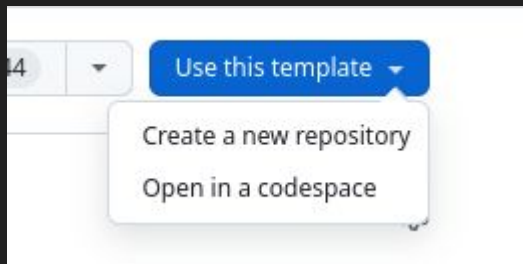 44
Use this template
Create a new repository
Open in a codespace